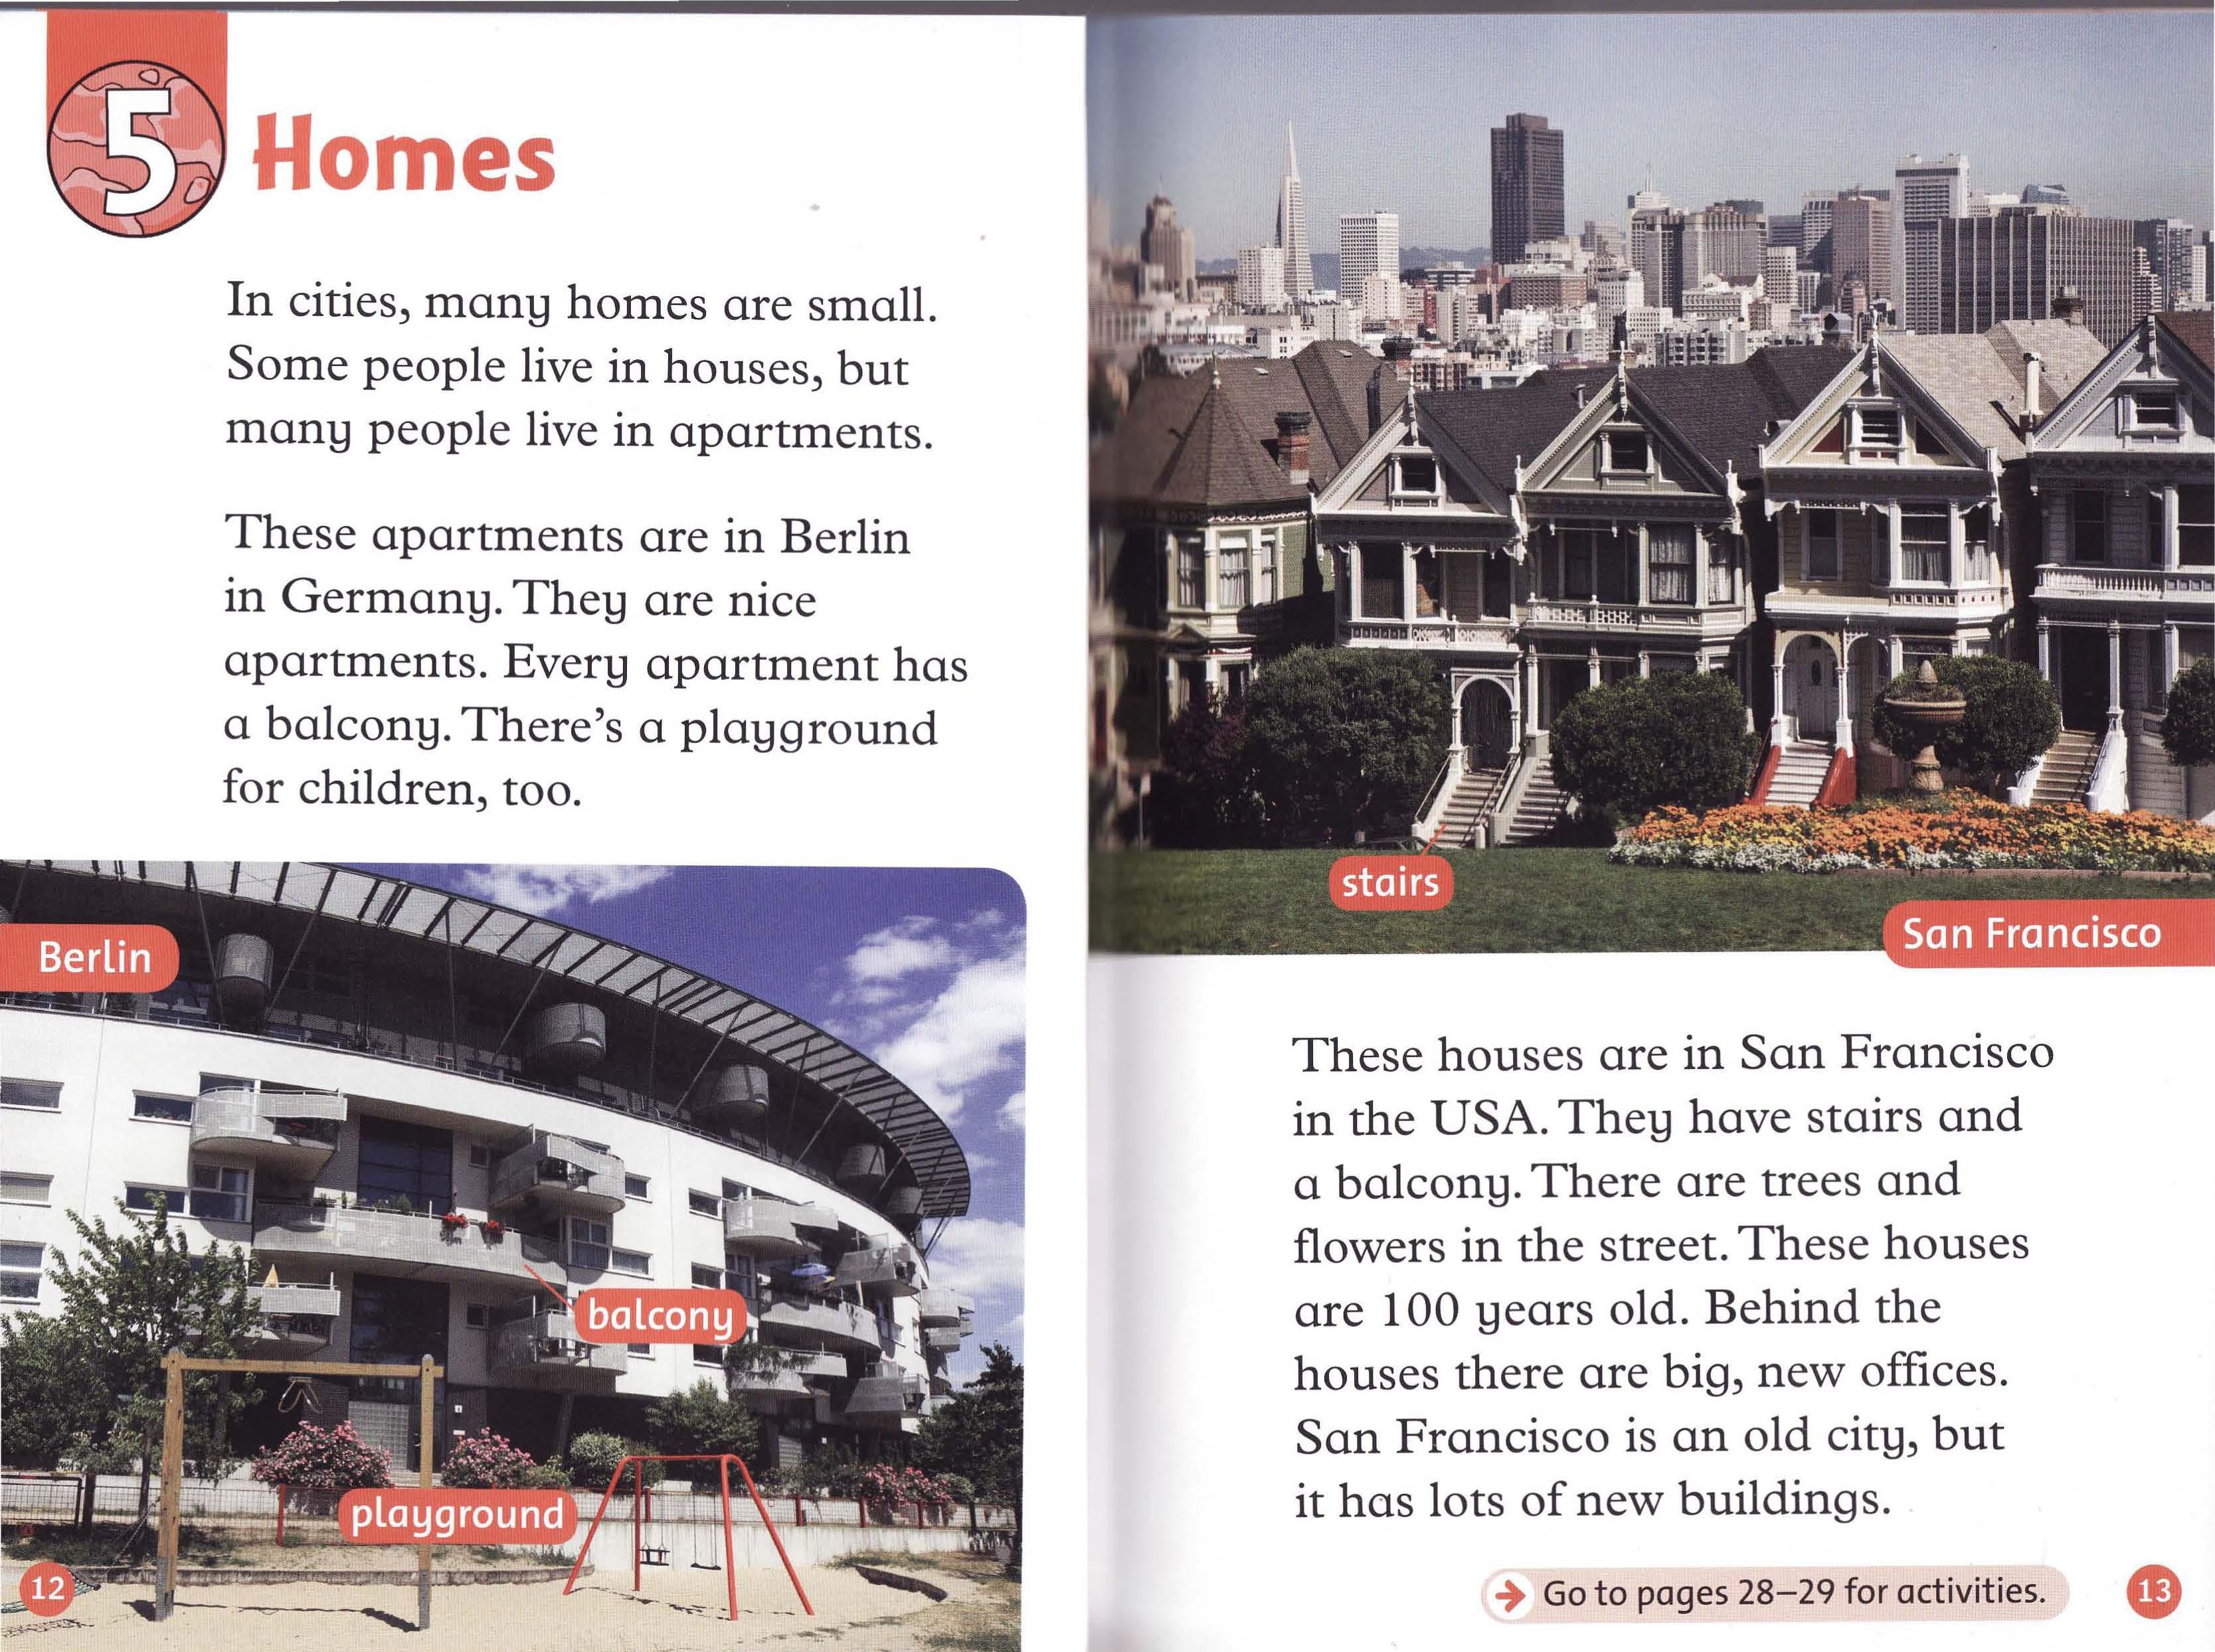 5
Homes
In cities, many homes are small.
Some people live in houses, but
many people live in apartments.
These apartments are in Berlin
in Germany. They are nice
apartments. Every apartment has
a balcony. There's a playground
for children, too.
Berlin
balcony
playground
12
stairs
San Francisco
These houses are in San Francisco
in the USA. They have stairs and
a balcony. There are trees and
flowers in the street. These houses
are 100 years old. Behind the
houses there are big, new offices.
San Francisco is an old city, but
it has lots of new buildings.
Go to pages 28–29 for activities.
13